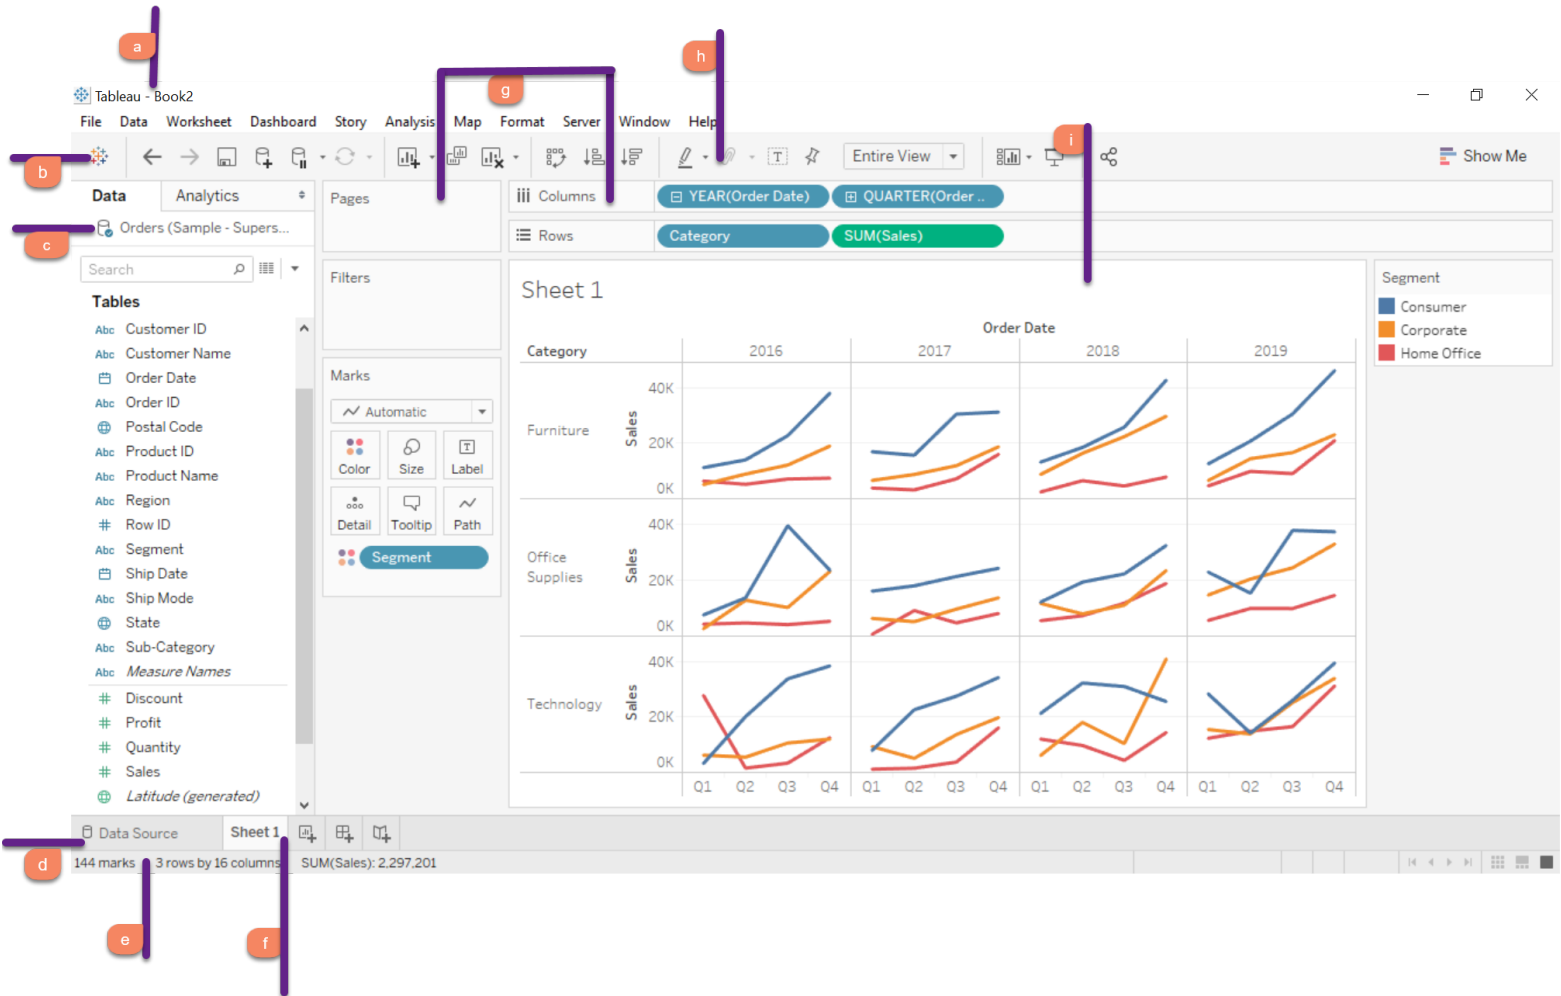 a
h
g
Tableau - Book2
File Data Worksheet Dashboard Story Analysis Map Format Server Window Help
i
b
Entire View
Show Me
Data Analytics
Pages
Columns YEAR(Order Date) QUARTER(Order ..
c
Orders (Sample - Supers...
Rows Category SUM(Sales)
Search
Filters
Tables
Abc Customer ID
Abc Customer Name
Order Date
Abc Order ID
Postal Code
Abc Product ID
Abc Product Name
Abc Region
# Row ID
Abc Segment
Ship Date
Abc Ship Mode
State
Abc Sub-Category
Abc Measure Names
# Discount
# Profit
# Quantity
# Sales
Latitude (generated)
Marks
Automatic
Color Size Label
Detail Tooltip Path
Segment
Sheet 1
Order Date
Category 2016 2017 2018 2019
Furniture
Sales
40K
20K
0K
Office
Supplies
Sales
40K
20K
0K
Technology
Sales
40K
20K
0K
Q1 Q2 Q3 Q4 Q1 Q2 Q3 Q4 Q1 Q2 Q3 Q4 Q1 Q2 Q3 Q4
Segment
Consumer
Corporate
Home Office
Data Source Sheet 1
d
144 marks 3 rows by 16 columns SUM(Sales): 2,297,201
e
f